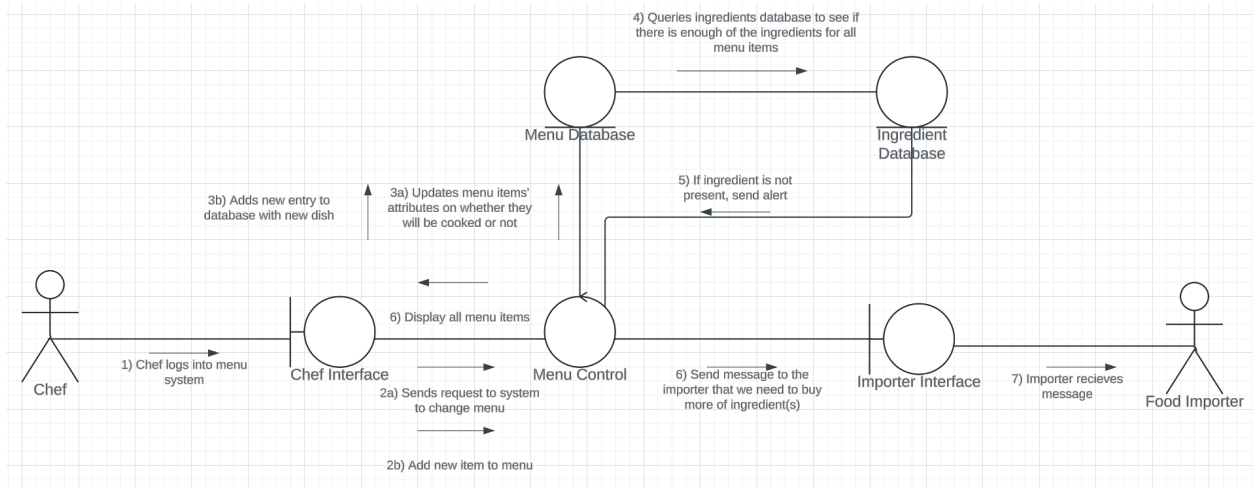 4) Queries ingredients database to see if
there is enough of the ingredients for all
menu items
Menu Database
Ingredient
Database
3b) Adds new entry to
database with new dish
3a) Updates menu items'
attributes on whether they
will be cooked or not
5) If ingredient is not
present, send alert
6) Display all menu items
1) Chef logs into menu
system
Chef
Chef Interface
2a) Sends request to system
to change menu
2b) Add new item to menu
Menu Control
6) Send message to the
importer that we need to buy
more of ingredient(s)
Importer Interface
7) Importer recieves
message
Food Importer